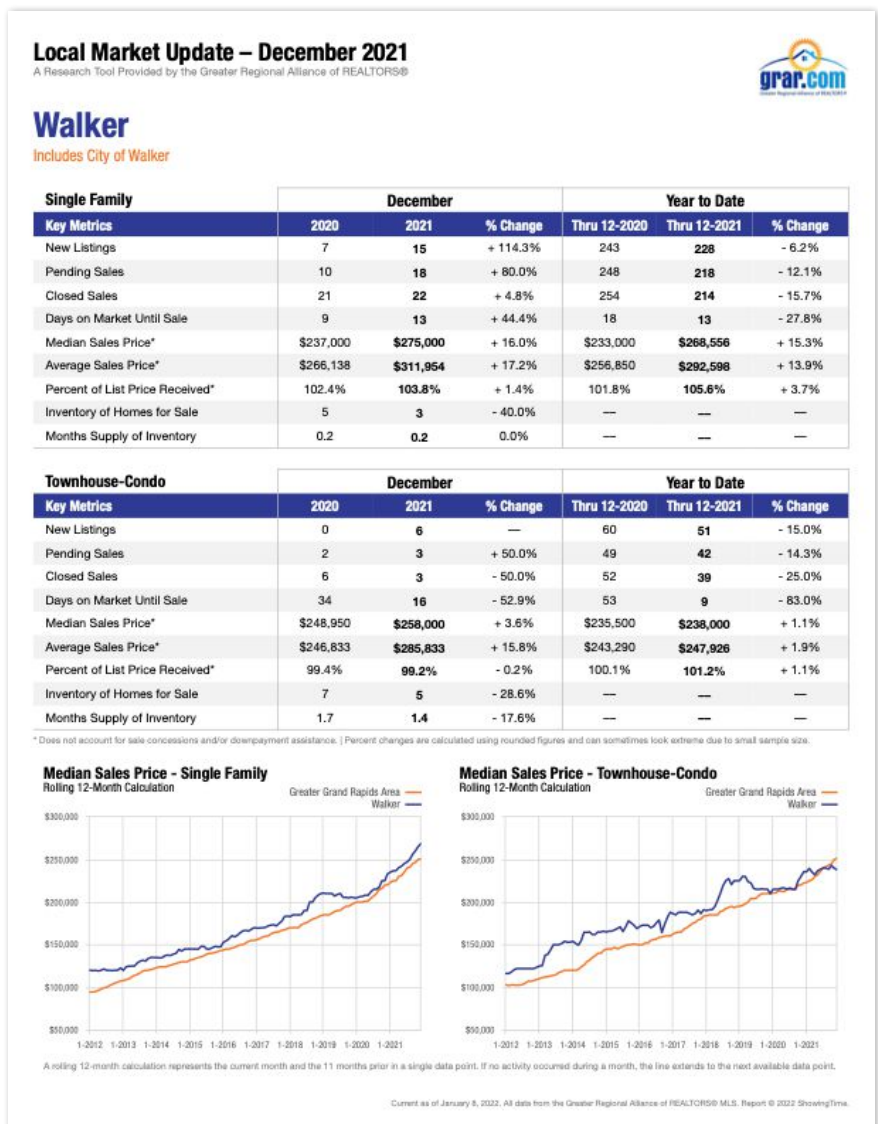 Local Market Update – December 2021
A Research Tool Provided by the Greater Regional Alliance of REALTORS®
grar.com
Greater Regional Alliance of REALTORS®
Walker
Includes City of Walker
Single Family December Year to Date
Key Metrics 2020 2021 % Change Thru 12-2020 Thru 12-2021 % Change
New Listings 7 15 + 114.3% 243 228 - 6.2%
Pending Sales 10 18 + 80.0% 248 218 - 12.1%
Closed Sales 21 22 + 4.8% 254 214 - 15.7%
Days on Market Until Sale 9 13 + 44.4% 18 13 - 27.8%
Median Sales Price* $237,000 $275,000 + 16.0% $233,000 $268,556 + 15.3%
Average Sales Price* $266,138 $311,954 + 17.2% $256,850 $292,598 + 13.9%
Percent of List Price Received* 102.4% 103.8% + 1.4% 101.8% 105.6% + 3.7%
Inventory of Homes for Sale 5 3 - 40.0% — — —
Months Supply of Inventory 0.2 0.2 0.0% — — —
Townhouse-Condo December Year to Date
Key Metrics 2020 2021 % Change Thru 12-2020 Thru 12-2021 % Change
New Listings 0 6 — 60 51 - 15.0%
Pending Sales 2 3 + 50.0% 49 42 - 14.3%
Closed Sales 6 3 - 50.0% 52 39 - 25.0%
Days on Market Until Sale 34 16 - 52.9% 53 9 - 83.0%
Median Sales Price* $248,950 $258,000 + 3.6% $235,500 $238,000 + 1.1%
Average Sales Price* $246,833 $285,833 + 15.8% $243,290 $247,926 + 1.9%
Percent of List Price Received* 99.4% 99.2% - 0.2% 100.1% 101.2% + 1.1%
Inventory of Homes for Sale 7 5 - 28.6% — — —
Months Supply of Inventory 1.7 1.4 - 17.6% — — —
* Does not account for sale concessions and/or downpayment assistance. | Percent changes are calculated using rounded figures and can sometimes look extreme due to small sample size.
Median Sales Price - Single Family
Rolling 12-Month Calculation
Greater Grand Rapids Area
Walker
$300,000
$250,000
$200,000
$150,000
$100,000
$50,000
1-2012 1-2013 1-2014 1-2015 1-2016 1-2017 1-2018 1-2019 1-2020 1-2021
Median Sales Price - Townhouse-Condo
Rolling 12-Month Calculation
Greater Grand Rapids Area
Walker
$300,000
$250,000
$200,000
$150,000
$100,000
$50,000
1-2012 1-2013 1-2014 1-2015 1-2016 1-2017 1-2018 1-2019 1-2020 1-2021
A rolling 12-month calculation represents the current month and the 11 months prior in a single data point. If no activity occurred during a month, the line extends to the next available data point.
Current as of January 8, 2022. All data from the Greater Regional Alliance of REALTORS® MLS. Report © 2022 ShowingTime.